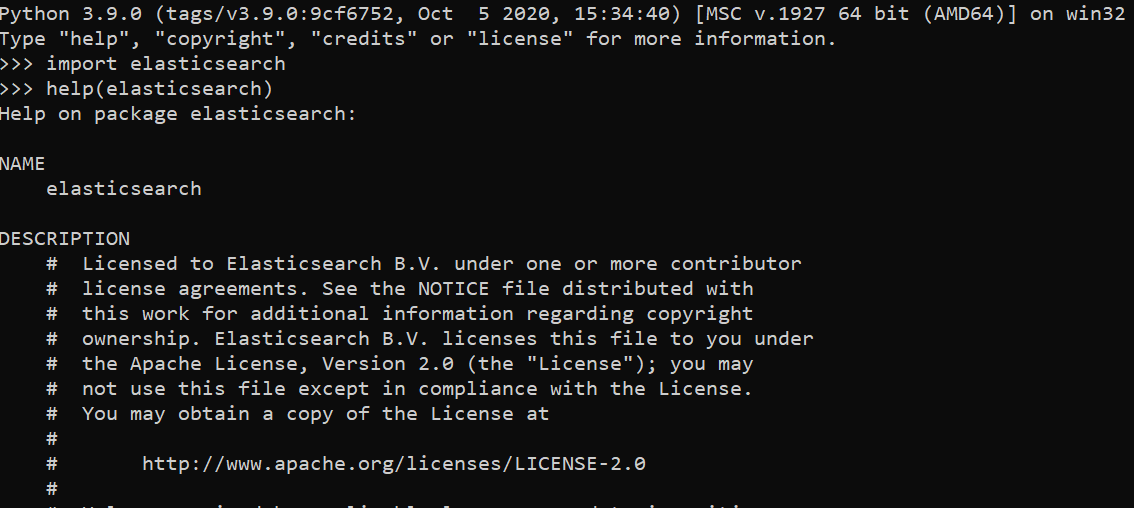 Python 3.9.0 (tags/v3.9.0:9cf6752, Oct  5 2020, 15:34:40) [MSC v.1927 64 bit (AMD64)] on win32
Type "help", "copyright", "credits" or "license" for more information.
>>> import elasticsearch
>>> help(elasticsearch)
Help on package elasticsearch:
NAME
    elasticsearch
DESCRIPTION
    #  Licensed to Elasticsearch B.V. under one or more contributor
    #  license agreements. See the NOTICE file distributed with
    #  this work for additional information regarding copyright
    #  ownership. Elasticsearch B.V. licenses this file to you under
    #  the Apache License, Version 2.0 (the "License"); you may
    #  not use this file except in compliance with the License.
    #  You may obtain a copy of the License at
    #
    #       http://www.apache.org/licenses/LICENSE-2.0
    #